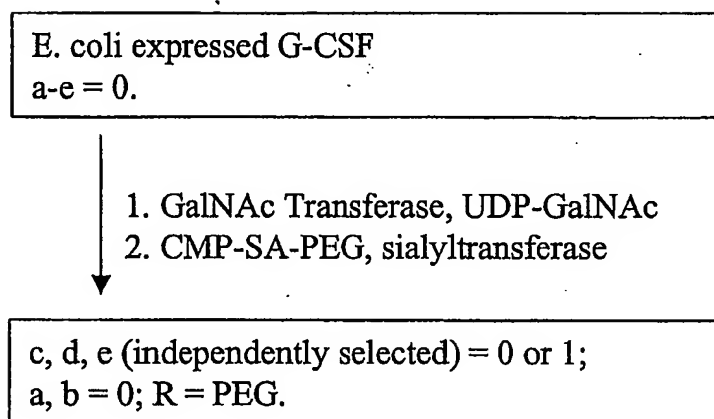 E. coli expressed G-CSF
a-e = 0.
1. GalNAc Transferase, UDP-GalNAc
2. CMP-SA-PEG, sialyltransferase
c, d, e (independently selected) = 0 or 1;
a, b = 0; R = PEG.